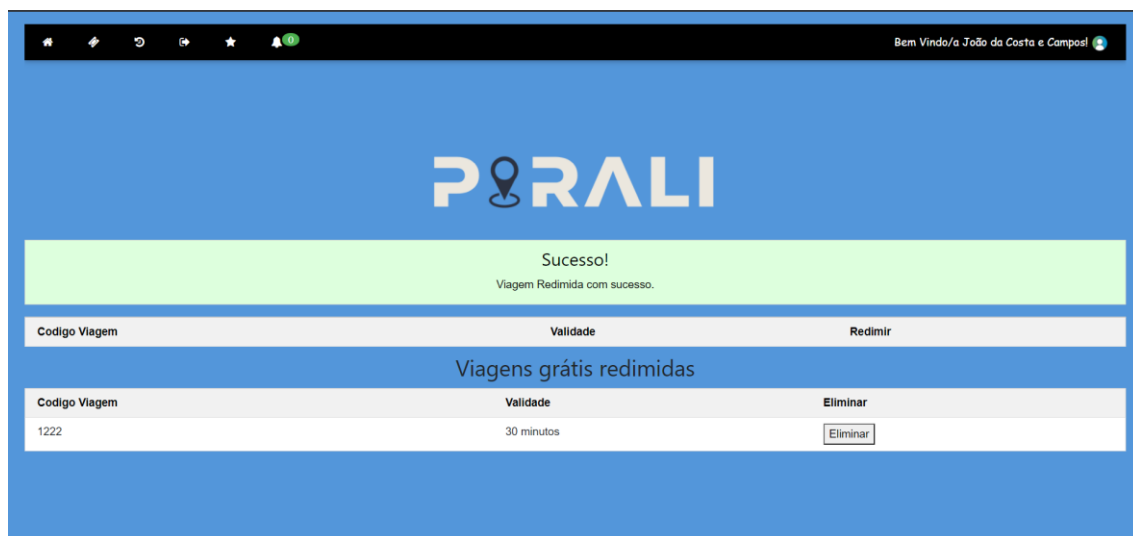 0
Bem Vindo/a João da Costa e Campos!
PORALI
Sucesso!
Viagem Redimida com sucesso.
Codigo Viagem Validade Redimir
Viagens grátis redimidas
Codigo Viagem Validade Eliminar
1222 30 minutos Eliminar